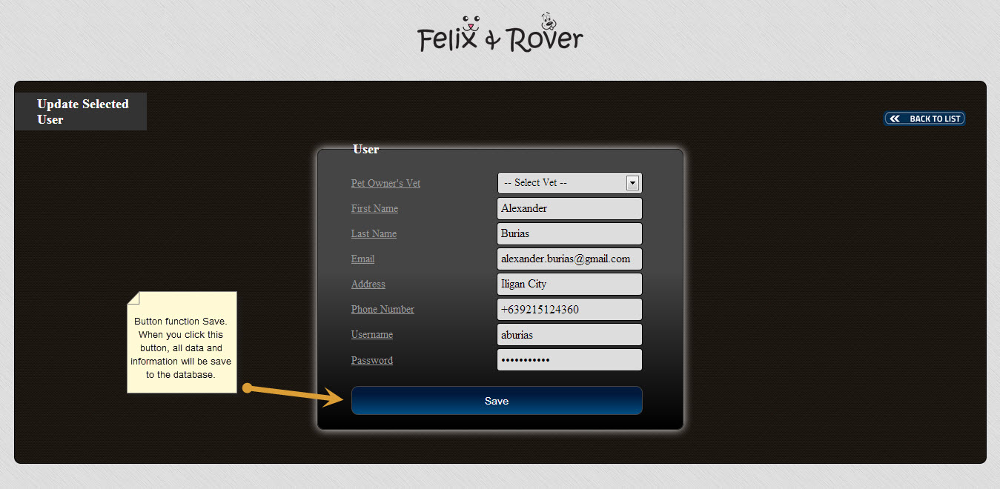 Felix & Rover
Update Selected
User
BACK TO LIST
User
Pet Owner's Vet
-- Select Vet --
First Name
Alexander
Last Name
Burias
Email
alexander.burias@gmail.com
Address
Iligan City
Phone Number
+639215124360
Username
aburias
Password
•••••••••••
Button function Save.
When you click this
button, all data and
information will be save
to the database.
Save